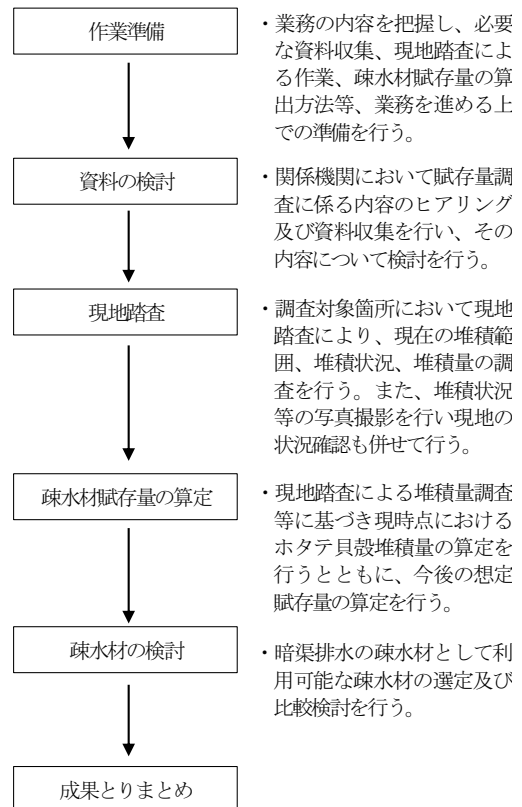 作業準備
・業務の内容を把握し、必要
な資料収集、現地踏査によ
る作業、疎水材賦存量の算
出方法等、業務を進める上
での準備を行う。
資料の検討
・関係機関において賦存量調
査に係る内容のヒアリング
及び資料収集を行い、その
内容について検討を行う。
現地踏査
・調査対象箇所において現地
踏査により、現在の堆積範
囲、堆積状況、堆積量の調
査を行う。また、堆積状況
等の写真撮影を行い現地の
状況確認も併せて行う。
疎水材賦存量の算定
・現地踏査による堆積量調査
等に基づき現時点における
ホタテ貝殻堆積量の算定を
行うとともに、今後の想定
賦存量の算定を行う。
疎水材の検討
・暗渠排水の疎水材として利
用可能な疎水材の選定及び
比較検討を行う。
成果とりまとめ